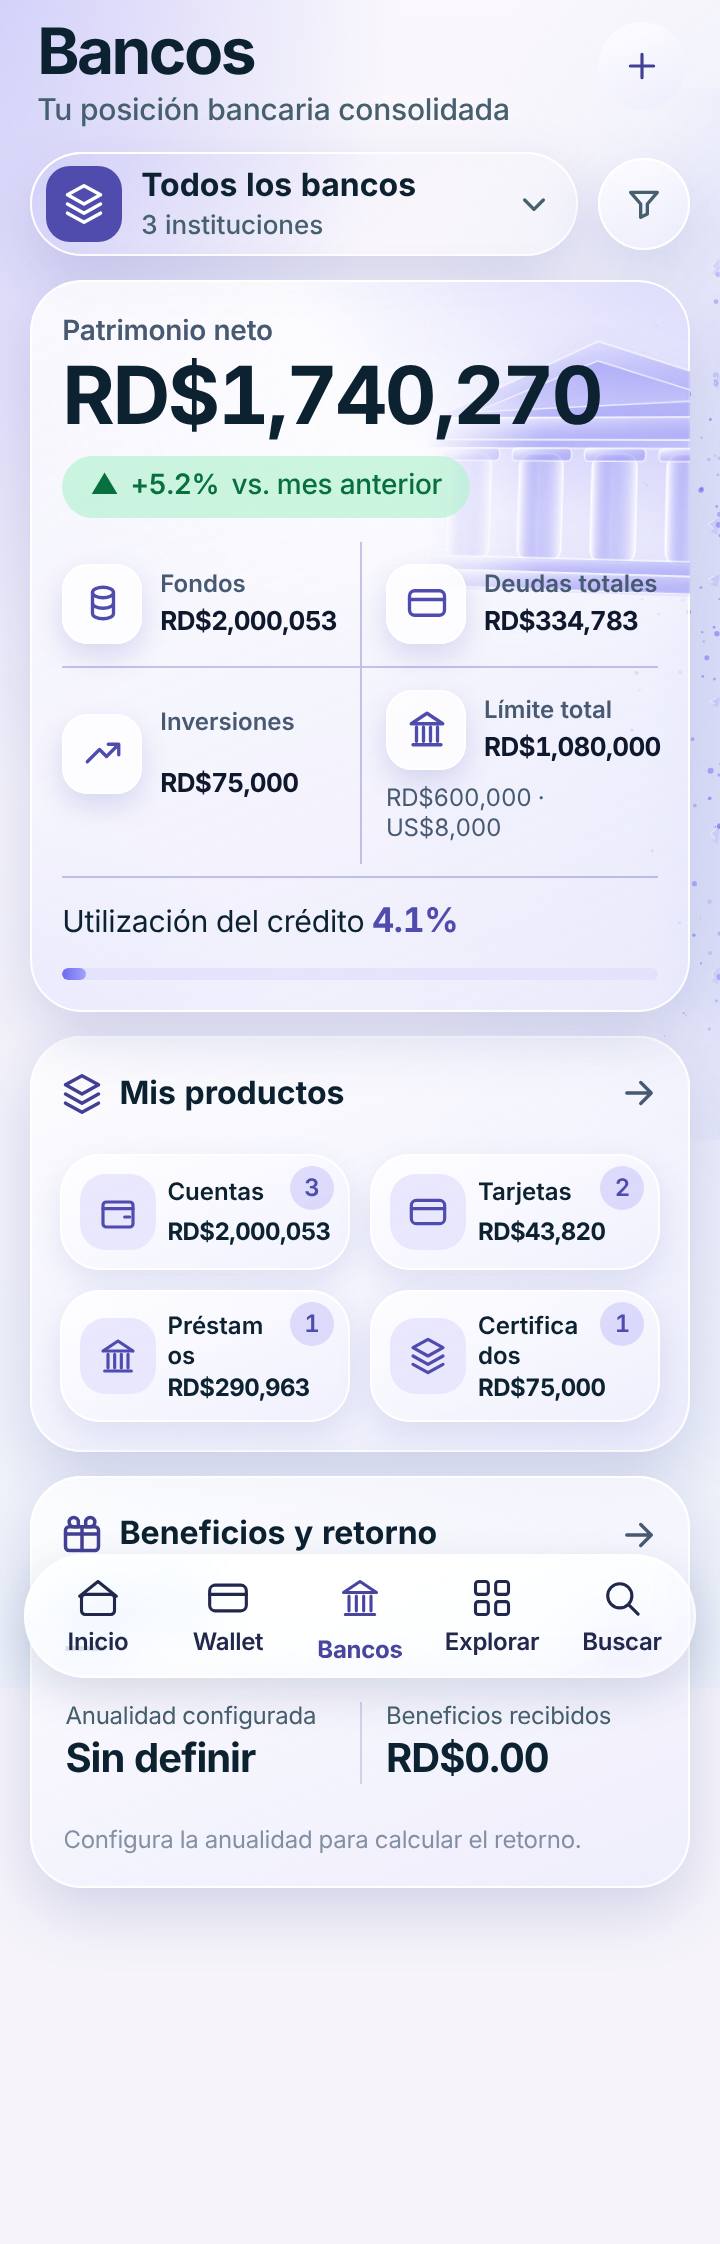 Bancos
Tu posición bancaria consolidada
Todos los bancos
3 instituciones
Patrimonio neto
RD$1,740,270
▲ +5.2% vs. mes anterior
Fondos
RD$2,000,053
Deudas totales
RD$334,783
Inversiones
RD$75,000
Límite total
RD$1,080,000
RD$600,000 ·
US$8,000
Utilización del crédito 4.1%
Mis productos
Cuentas 3
RD$2,000,053
Tarjetas 2
RD$43,820
Préstam 1
os
RD$290,963
Certifica 1
dos
RD$75,000
Beneficios y retorno
Inicio
Wallet
Bancos
Explorar
Buscar
Anualidad configurada
Sin definir
Beneficios recibidos
RD$0.00
Configura la anualidad para calcular el retorno.